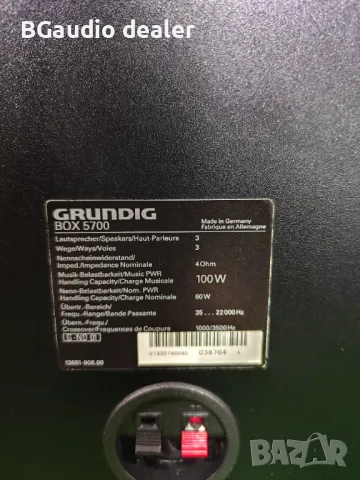 BGaudio dealer
GRUNDIG
BOX 5700
Made in Germany
Fabriqué en Allemagne
Lautsprecher/Speakers/Haut-Parleurs 3
Wege/Ways/Voies 3
Nennscheinwiderstand/
Imped./Impedance Nominale 4 Ohm
Musik-Belastbarkeit/Music PWR
Handling Capacity/Charge Musicale 100 W
Nenn-Belastbarkeit/Nom. PWR
Handling Capacity/Charge Nominale 60 W
Übertr.-Bereich/
Frequ.-Range/Bande Passante 35...22000 Hz
Übern.-Frequ./
Crossover/Frequences de Coupure 1000/3500 Hz
038764 A
BAZAR